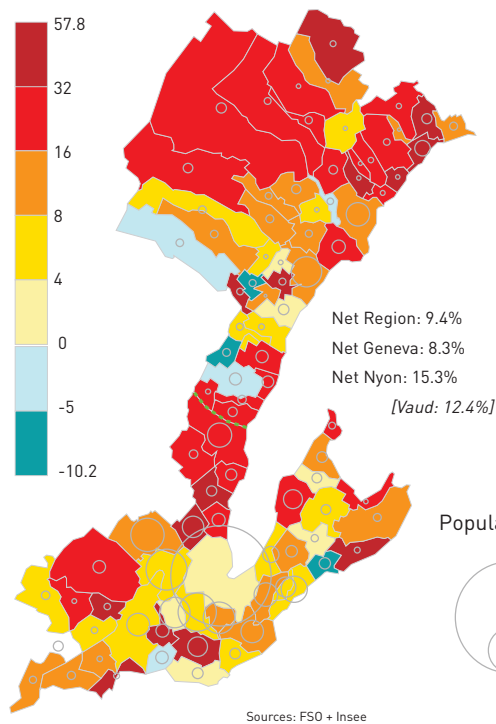 57.8
32
16
8
4
0
-5
-10.2
Net Region: 9.4%
Net Geneva: 8.3%
Net Nyon: 15.3%
[Vaud: 12.4%]
Popula
Sources: FSO + Insee